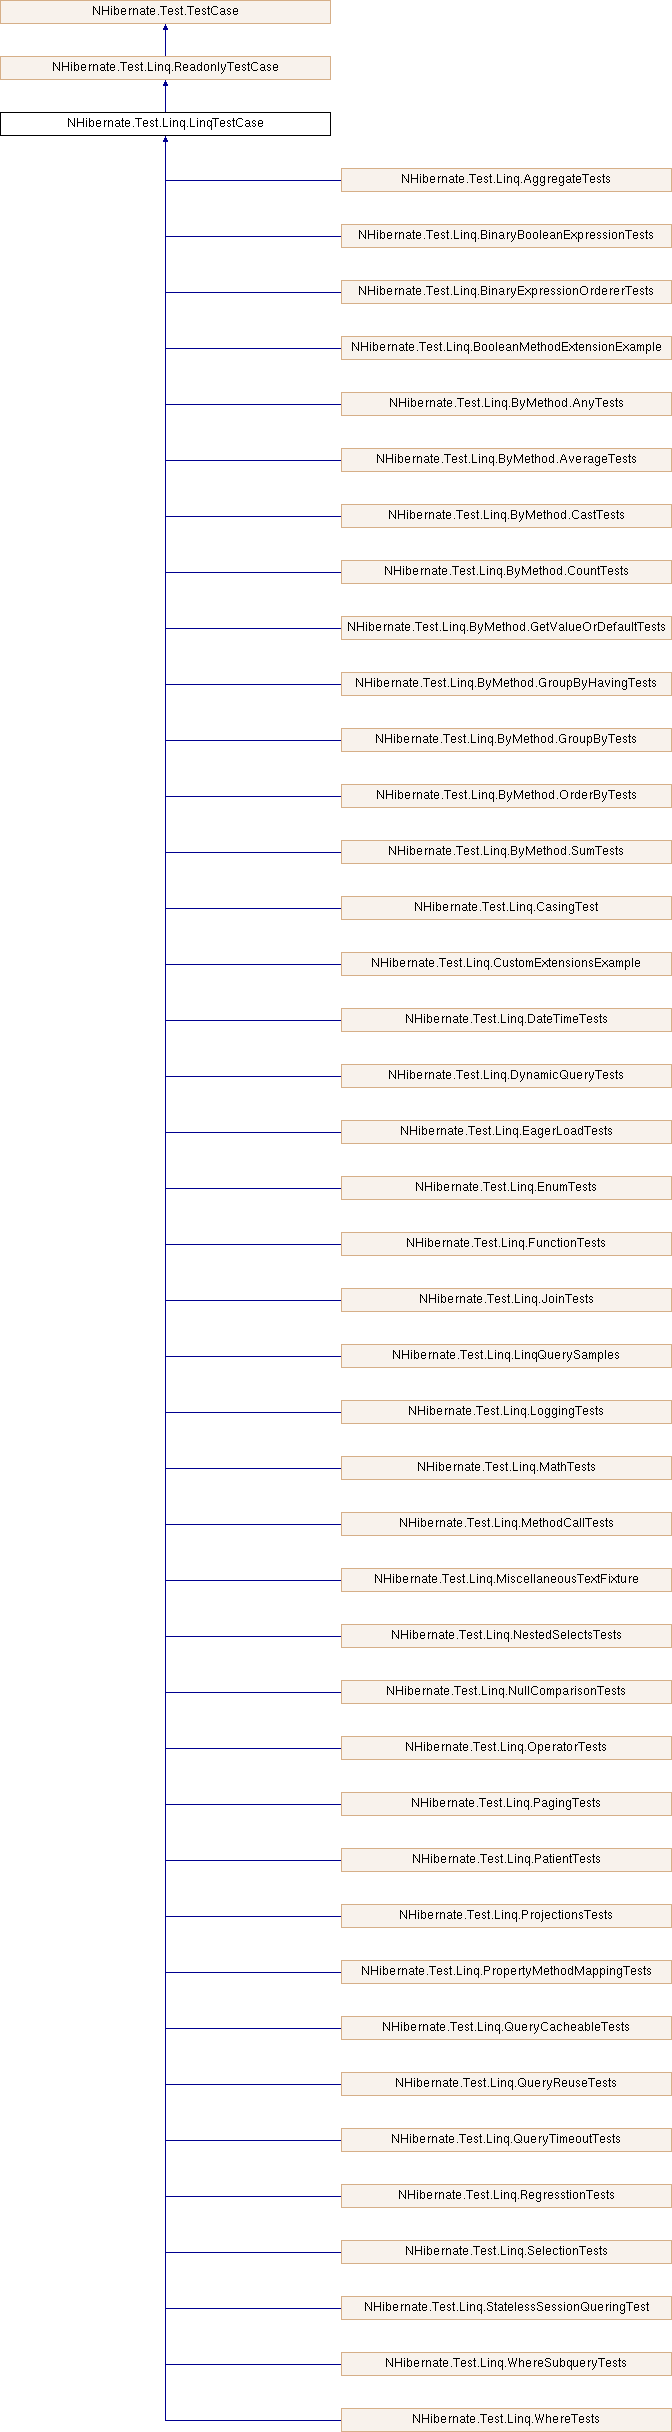 NHibernate.Test.TestCase
NHibernate.Test.Linq.ReadonlyTestCase
NHibernate.Test.Linq.LinqTestCase
NHibernate.Test.Linq.AggregateTests
NHibernate.Test.Linq.BinaryBooleanExpressionTests
NHibernate.Test.Linq.BinaryExpressionOrdererTests
NHibernate.Test.Linq.BooleanMethodExtensionExample
NHibernate.Test.Linq.ByMethod.AnyTests
NHibernate.Test.Linq.ByMethod.AverageTests
NHibernate.Test.Linq.ByMethod.CastTests
NHibernate.Test.Linq.ByMethod.CountTests
NHibernate.Test.Linq.ByMethod.GetValueOrDefaultTests
NHibernate.Test.Linq.ByMethod.GroupByHavingTests
NHibernate.Test.Linq.ByMethod.GroupByTests
NHibernate.Test.Linq.ByMethod.OrderByTests
NHibernate.Test.Linq.ByMethod.SumTests
NHibernate.Test.Linq.CasingTest
NHibernate.Test.Linq.CustomExtensionsExample
NHibernate.Test.Linq.DateTimeTests
NHibernate.Test.Linq.DynamicQueryTests
NHibernate.Test.Linq.EagerLoadTests
NHibernate.Test.Linq.EnumTests
NHibernate.Test.Linq.FunctionTests
NHibernate.Test.Linq.JoinTests
NHibernate.Test.Linq.LinqQuerySamples
NHibernate.Test.Linq.LoggingTests
NHibernate.Test.Linq.MathTests
NHibernate.Test.Linq.MethodCallTests
NHibernate.Test.Linq.MiscellaneousTextFixture
NHibernate.Test.Linq.NestedSelectsTests
NHibernate.Test.Linq.NullComparisonTests
NHibernate.Test.Linq.OperatorTests
NHibernate.Test.Linq.PagingTests
NHibernate.Test.Linq.PatientTests
NHibernate.Test.Linq.ProjectionsTests
NHibernate.Test.Linq.PropertyMethodMappingTests
NHibernate.Test.Linq.QueryCacheableTests
NHibernate.Test.Linq.QueryReuseTests
NHibernate.Test.Linq.QueryTimeoutTests
NHibernate.Test.Linq.RegresstionTests
NHibernate.Test.Linq.SelectionTests
NHibernate.Test.Linq.StatelessSessionQueringTest
NHibernate.Test.Linq.WhereSubqueryTests
NHibernate.Test.Linq.WhereTests